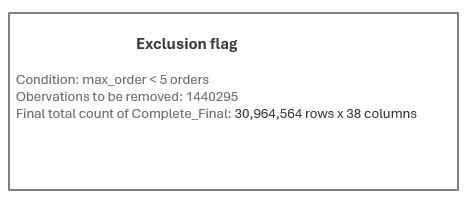 Exclusion flag
Condition: max_order < 5 orders
Obervations to be removed: 1440295
Final total count of Complete_Final: 30,964,564 rows x 38 columns